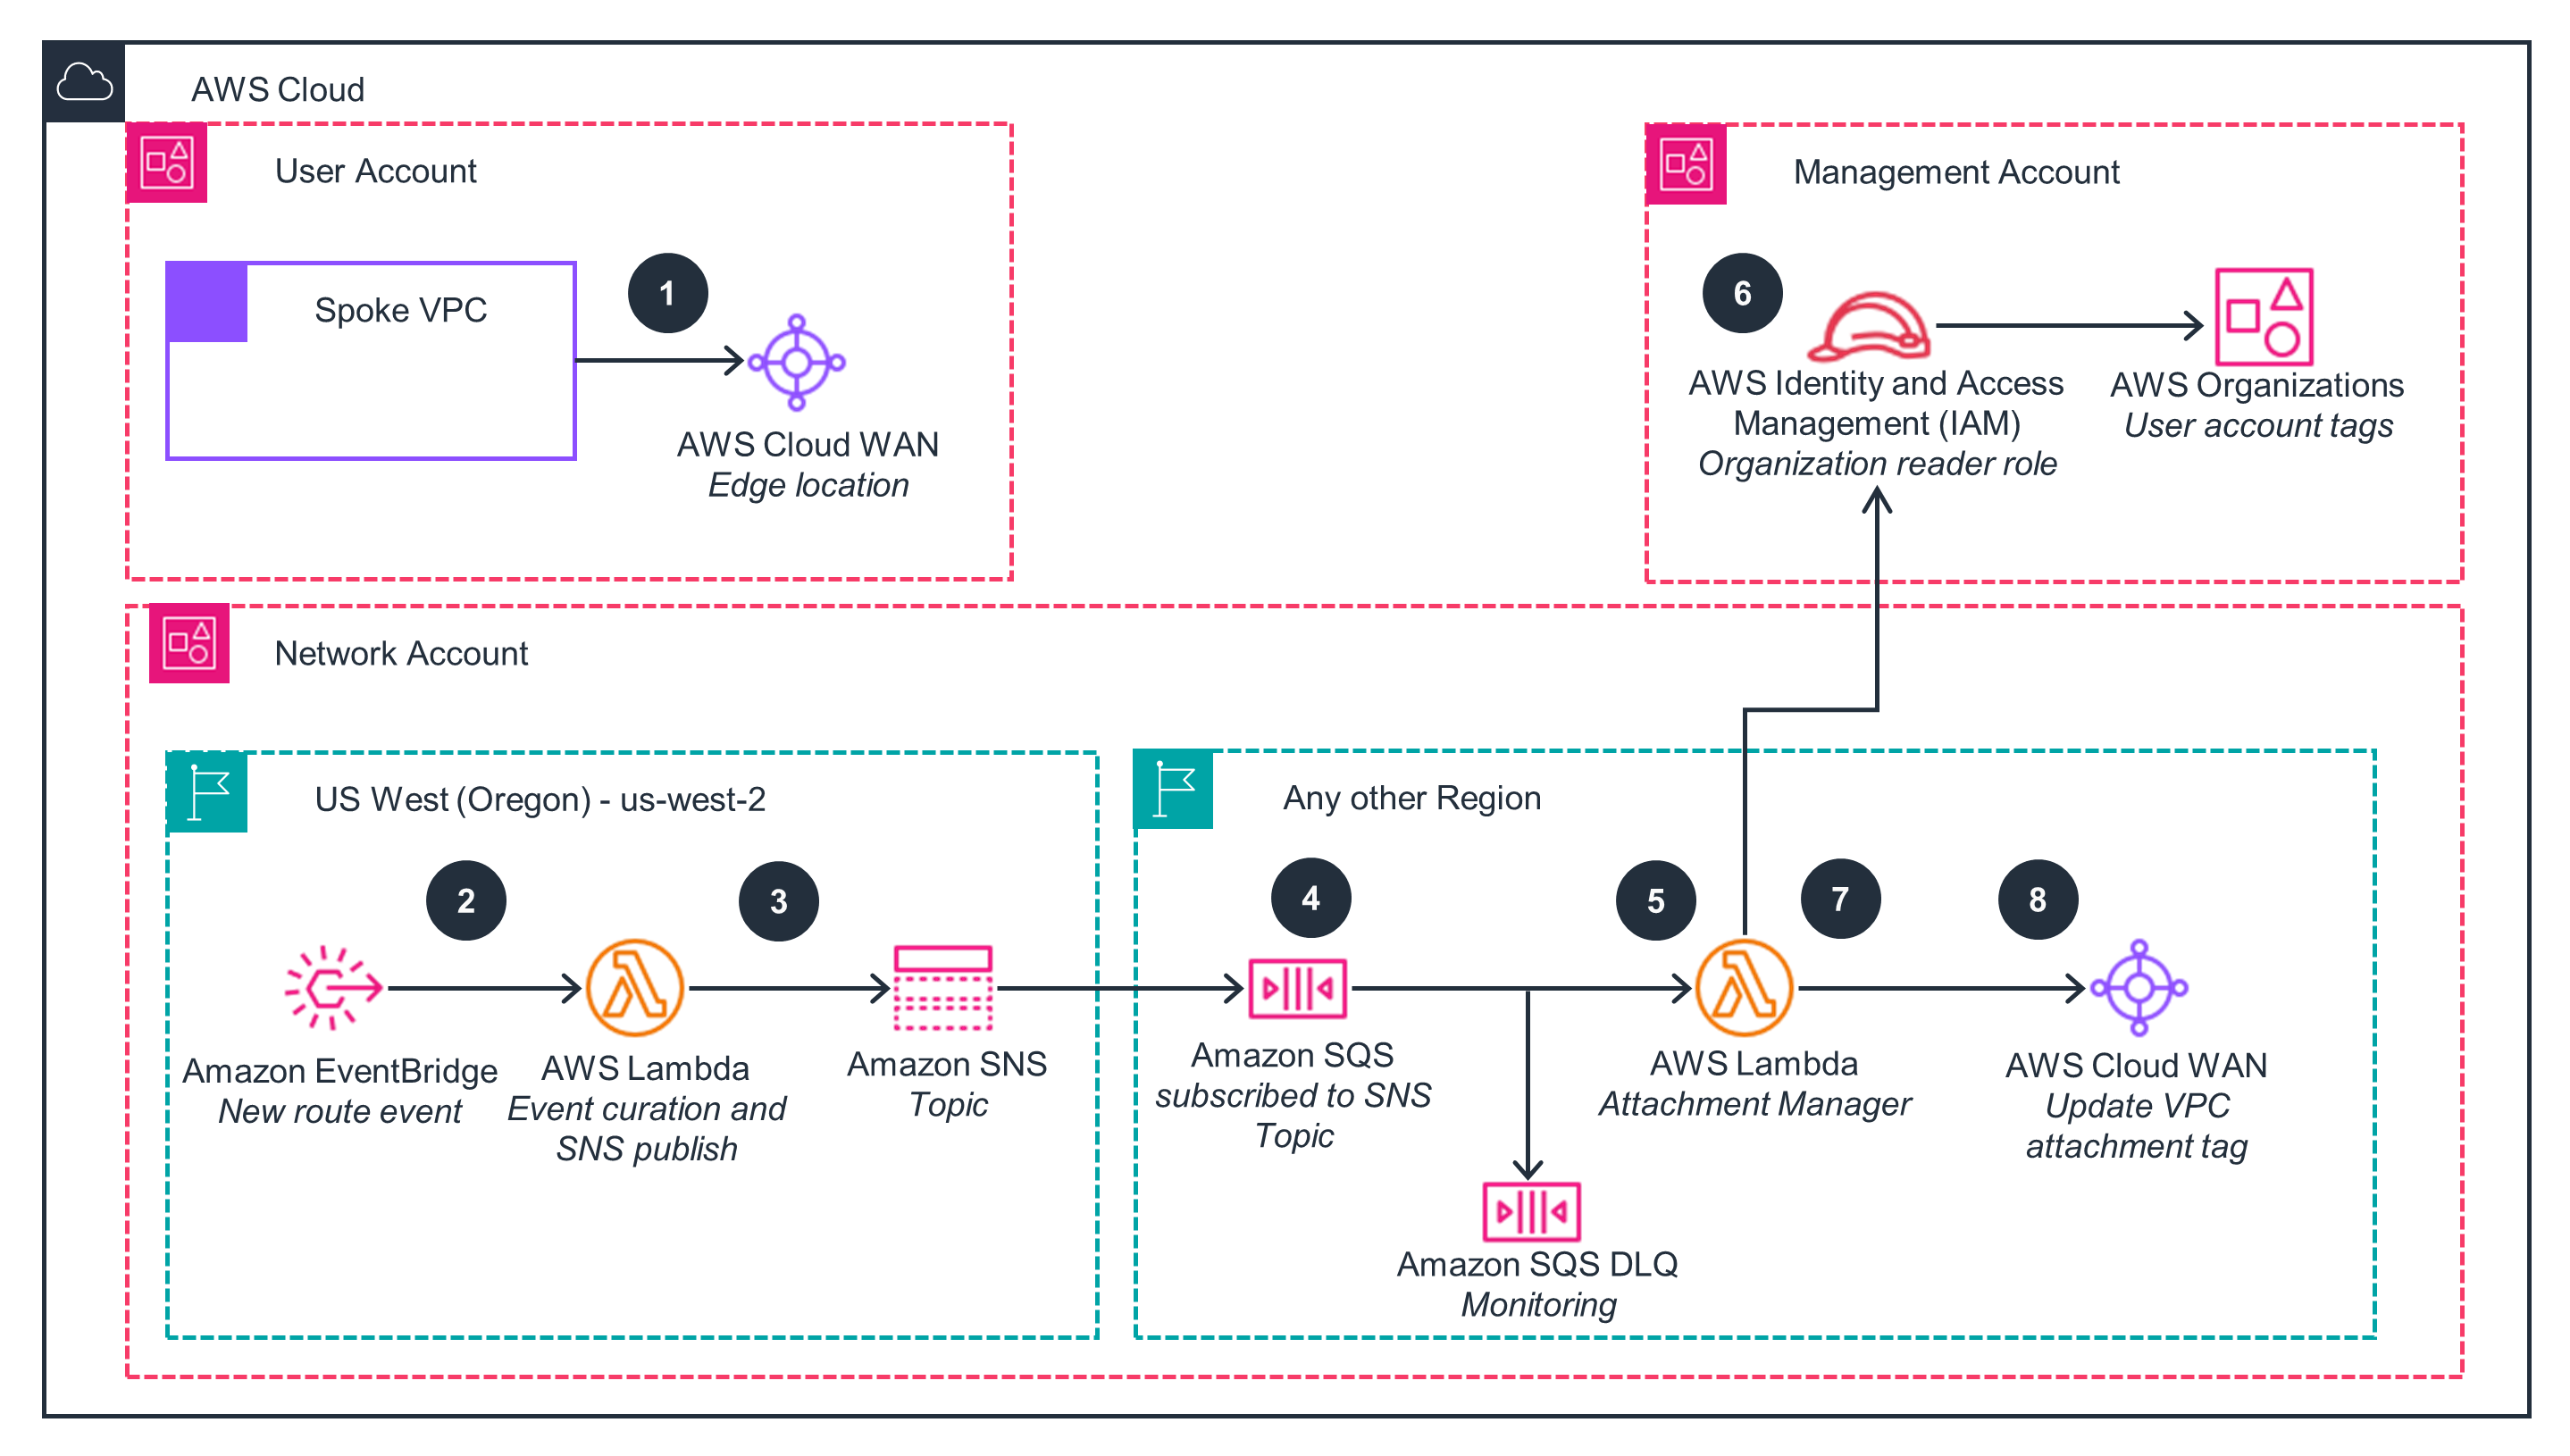 AWS Cloud
User Account
Spoke VPC
1
AWS Cloud WAN
Edge location
Management Account
6
AWS Identity and Access
Management (IAM)
Organization reader role
AWS Organizations
User account tags
Network Account
US West (Oregon) - us-west-2
2
3
Amazon EventBridge
New route event
AWS Lambda
Event curation and
SNS publish
Amazon SNS
Topic
Any other Region
4
5
7
8
Amazon SQS
subscribed to SNS
Topic
AWS Lambda
Attachment Manager
AWS Cloud WAN
Update VPC
attachment tag
Amazon SQS DLQ
Monitoring